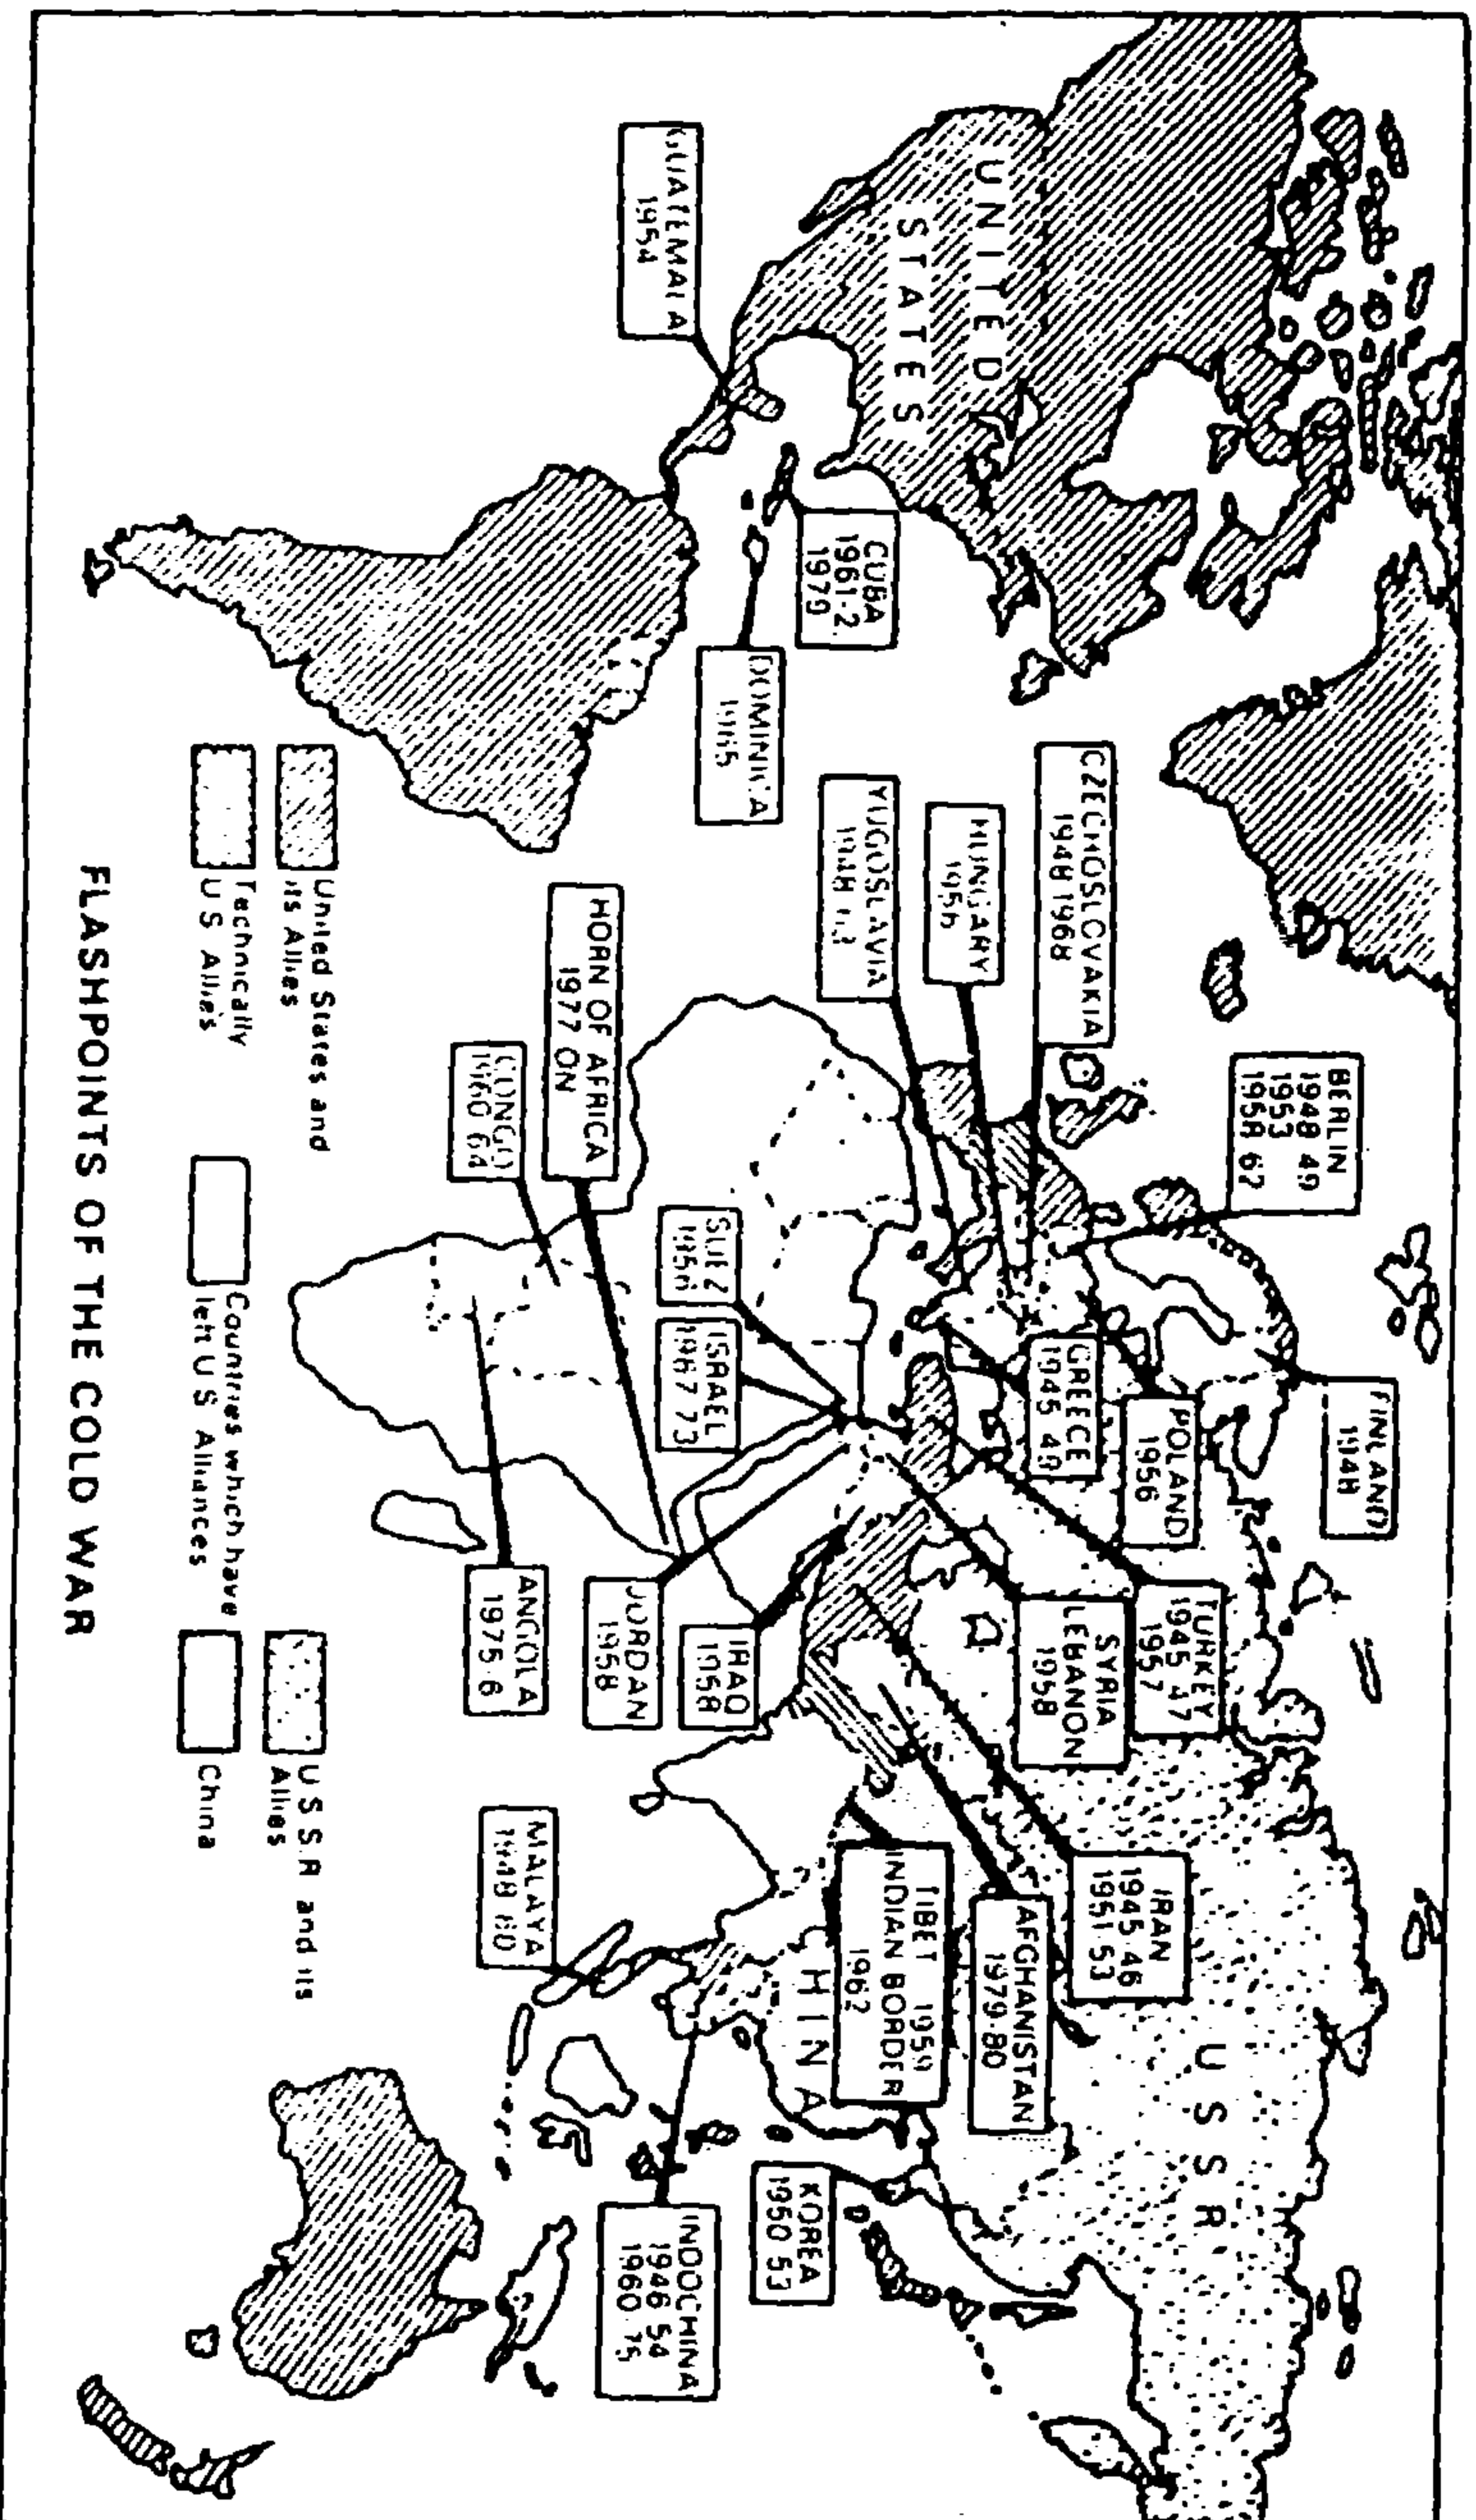 UNITED
STATES
GUATEMALA
1954
CUBA
1961-2
1979
DOMINICA
1965
CZECHOSLOVAKIA
1948 1968
HUNGARY
1956
YUGOSLAVIA
1948
HORN OF AFRICA
1977 ON
CONGO
1960 64
BERLIN
1948 49
1953
1958 62
SUEZ
1956
ISRAEL
1967 73
GREECE
1945 49
POLAND
1956
FINLAND
1948
TURKEY
1945 47
1957
SYRIA
LEBANON
1958
IRAQ
1958
JORDAN
1958
ANGOLA
1975 6
IRAN
1945 46
1951 53
AFGHANISTAN
1979-80
TIBET 1959
INDIAN BORDER
1962
MALAYA
CHINA
U S S R
KOREA
1950 53
INDOCHINA
1946 54
1960 75
United States and
its Allies
Technically
U S Allies
Countries which have
left U S Alliances
U S S R and its
Allies
China
FLASHPOINTS OF THE COLD WAR